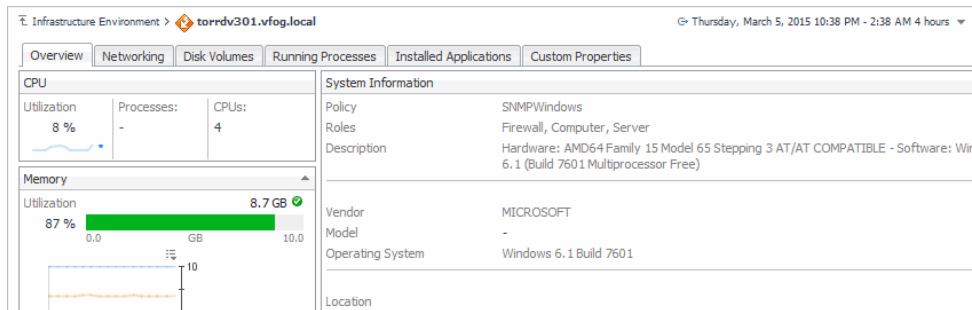 Infrastructure Environment > torrdv301.vfog.local Thursday, March 5, 2015 10:38 PM - 2:38 AM 4 hours
Overview Networking Disk Volumes Running Processes Installed Applications Custom Properties
CPU
Utilization Processes: CPUs:
8 % - 4
Memory
Utilization 8.7 GB
87 %
0.0 GB 10.0
10
System Information
Policy SNMPWindows
Roles Firewall, Computer, Server
Description Hardware: AMD64 Family 15 Model 65 Stepping 3 AT/AT COMPATIBLE - Software: Win
6.1 (Build 7601 Multiprocessor Free)
Vendor MICROSOFT
Model -
Operating System Windows 6.1 Build 7601
Location